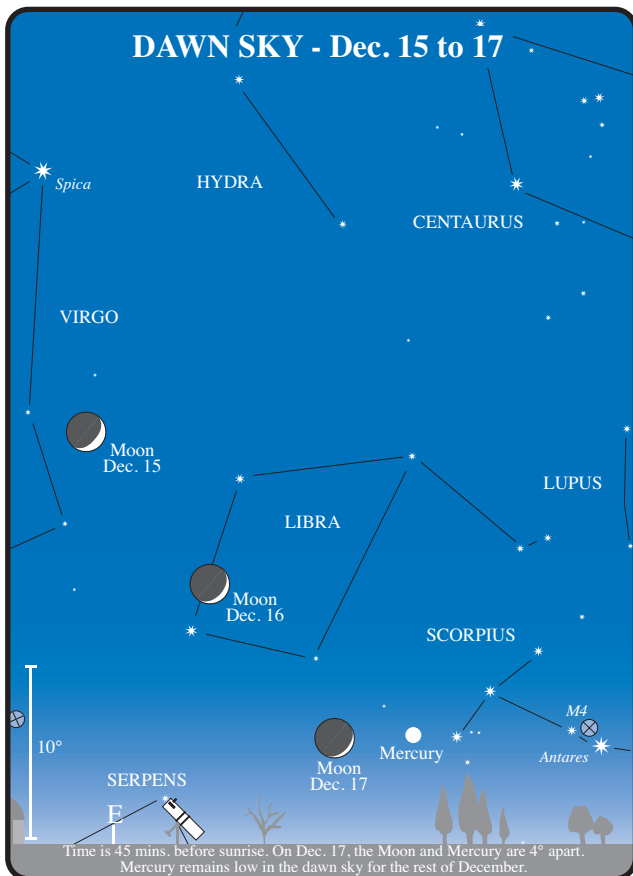 DAWN SKY - Dec. 15 to 17
Spica
HYDRA
CENTAURUS
VIRGO
Moon
Dec. 15
LUPUS
LIBRA
Moon
Dec. 16
SCORPIUS
M4
10°
Mercury
Antares
Moon
Dec. 17
SERPENS
E
Time is 45 mins. before sunrise. On Dec. 17, the Moon and Mercury are 4° apart.
Mercury remains low in the dawn sky for the rest of December.